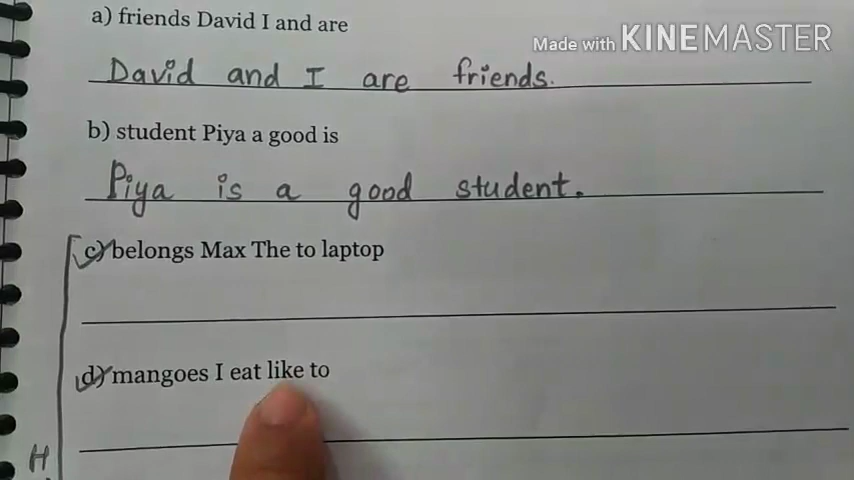 a) friends David I and are
Made with KINEMASTER
David and I are friends.
b) student Piya a good is
Piya is a good student.
c) belongs Max The to laptop
d) mangoes I eat like to
H